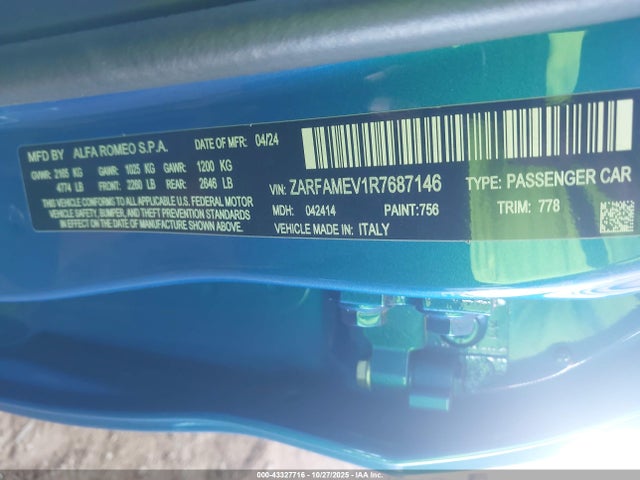 MFD BY ALFA ROMEO S.P.A. DATE OF MFR 04/24
GVWR: 2165 KG GAWR: 1025 KG GAWR: 1200 KG
4774 LB FRONT: 2260 LB REAR: 2646 LB
THIS VEHICLE CONFORMS TO ALL APPLICABLE U.S. FEDERAL MOTOR
VEHICLE SAFETY, BUMPER, AND THEFT PREVENTION STANDARDS
IN EFFECT ON THE DATE OF MANUFACTURE SHOWN ABOVE.
VIN: ZARFAMEV1R7687146 TYPE: PASSENGER CAR
MDH: 042414 PAINT:756 TRIM: 778
VEHICLE MADE IN: ITALY
000-43327716 - 10/27/2025 - iaai.com